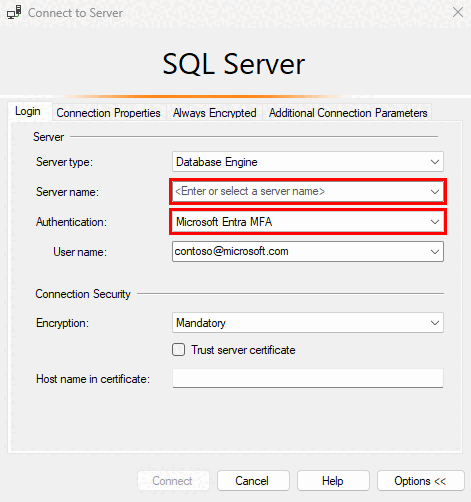 Connect to Server
SQL Server
Login Connection Properties Always Encrypted Additional Connection Parameters
Server
Server type: Database Engine
Server name: <Enter or select a server name>
Authentication: Microsoft Entra MFA
User name: contoso@microsoft.com
Connection Security
Encryption: Mandatory
Trust server certificate
Host name in certificate:
Connect Cancel Help Options <<